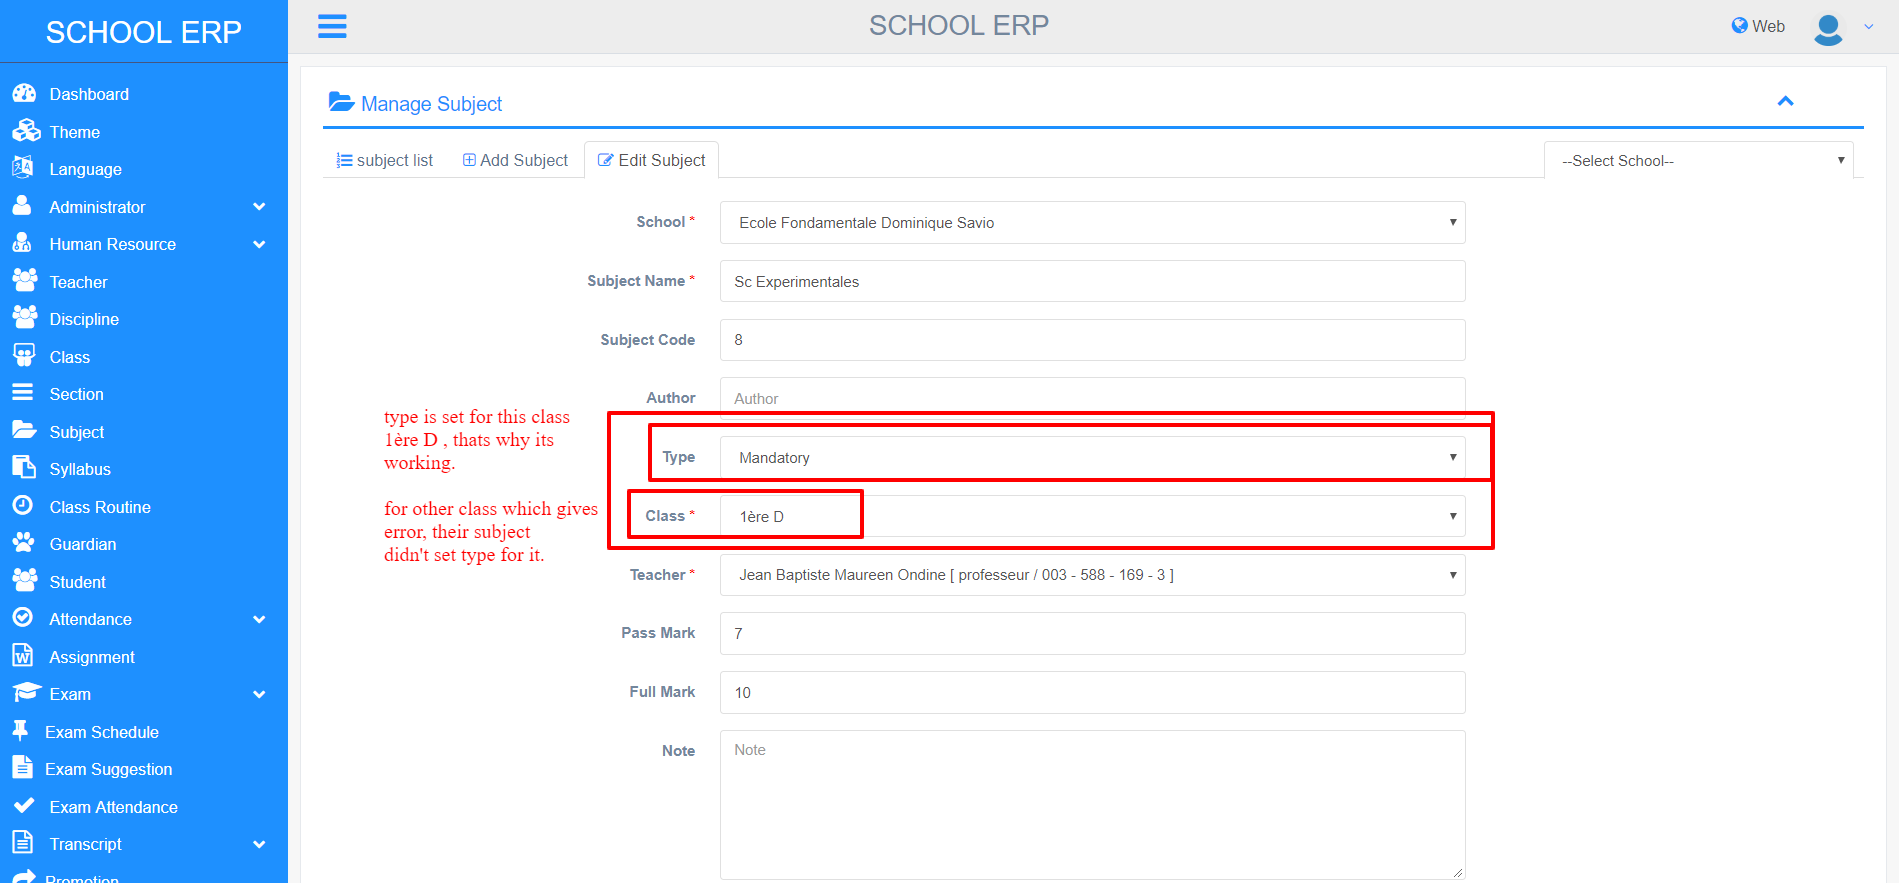 SCHOOL ERP
SCHOOL ERP
Web
Dashboard
Theme
Language
Administrator
Human Resource
Teacher
Discipline
Class
Section
Subject
Syllabus
Class Routine
Guardian
Student
Attendance
Assignment
Exam
Exam Schedule
Exam Suggestion
Exam Attendance
Transcript
Promotion
Manage Subject
subject list
Add Subject
Edit Subject
--Select School--
School *
Ecole Fondamentale Dominique Savio
Subject Name *
Sc Experimentales
Subject Code
8
Author
Author
type is set for this class
1ère D , thats why its
working.
for other class which gives
error, their subject
didn't set type for it.
Type
Mandatory
Class *
1ère D
Teacher *
Jean Baptiste Maureen Ondine [ professeur / 003 - 588 - 169 - 3 ]
Pass Mark
7
Full Mark
10
Note
Note